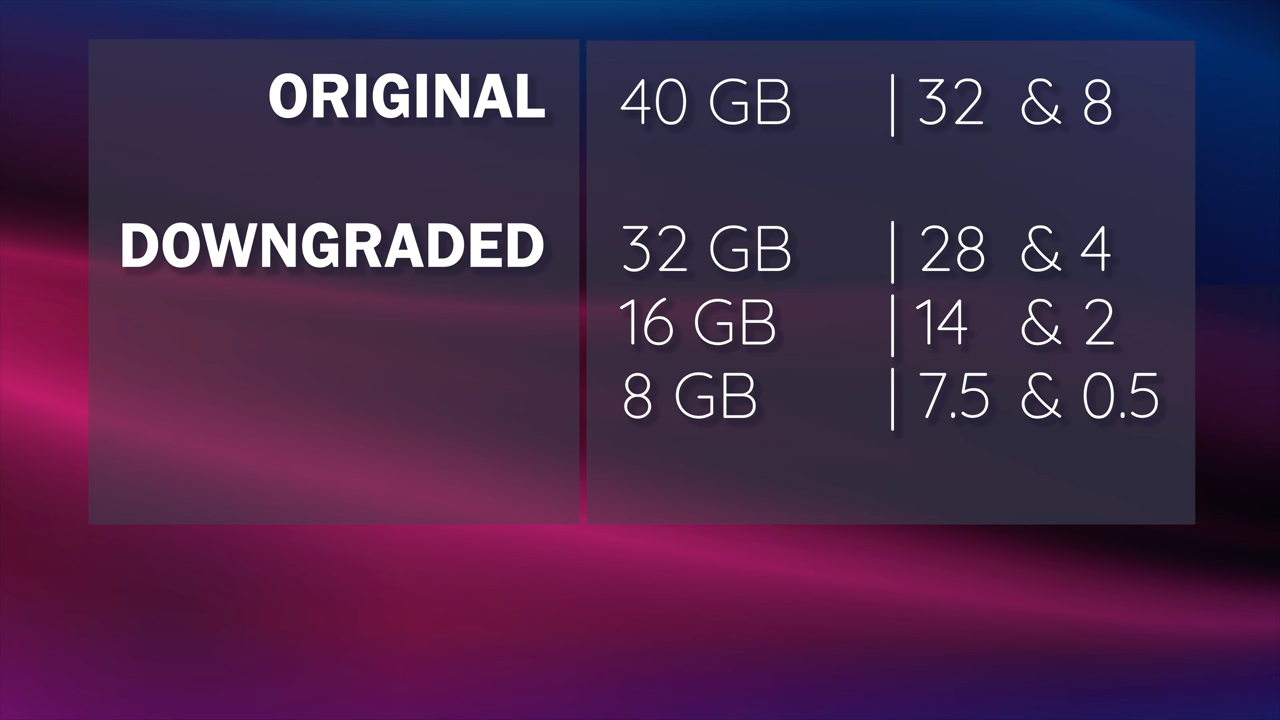 ORIGINAL 40 GB | 32 & 8
DOWNGRADED 32 GB | 28 & 4
16 GB | 14 & 2
8 GB | 7.5 & 0.5